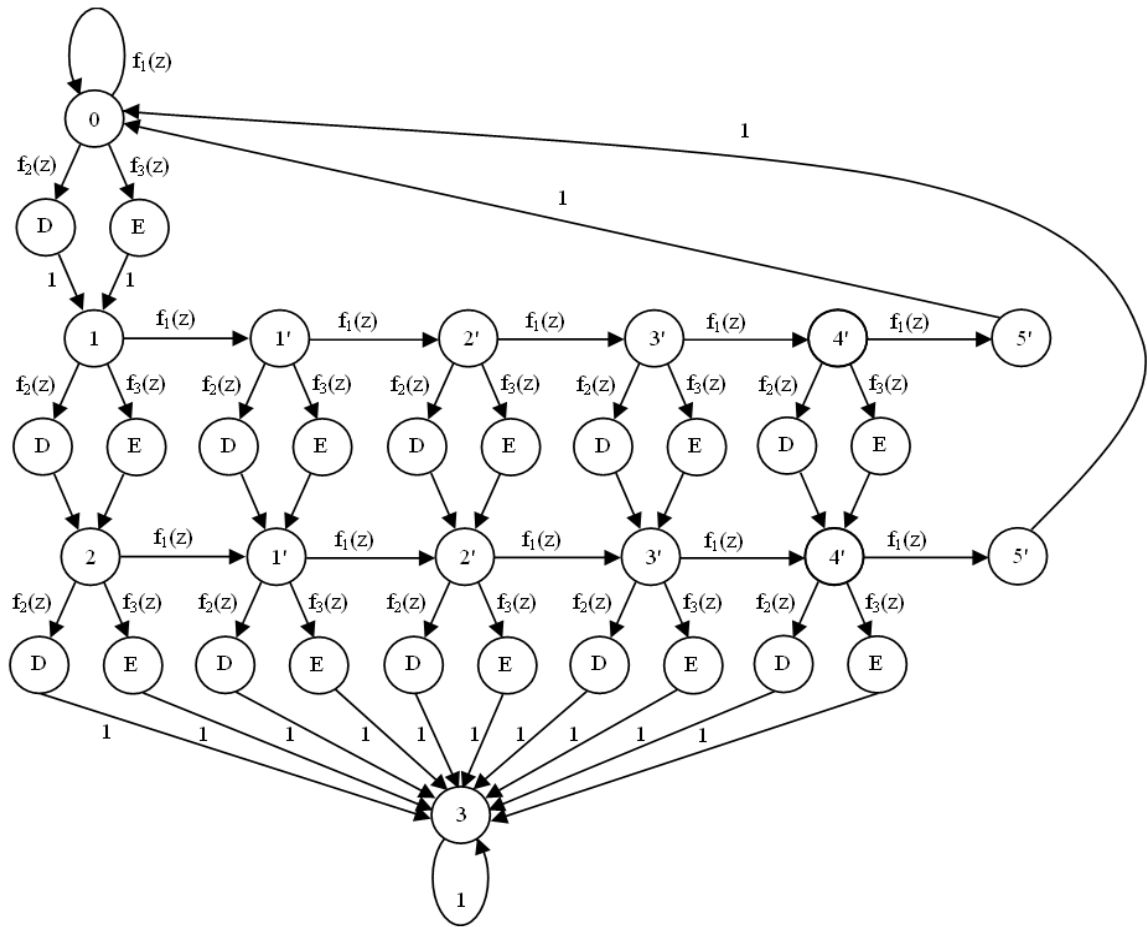 f₁(z)
0
1
f₂(z) f₃(z)
1
D E
1 1
f₁(z) f₁(z) f₁(z) f₁(z) f₁(z)
1 1' 2' 3' 4' 5'
f₂(z) f₃(z) f₂(z) f₃(z) f₂(z) f₃(z) f₂(z) f₃(z) f₂(z) f₃(z)
D E D E D E D E D E
f₁(z) f₁(z) f₁(z) f₁(z) f₁(z)
2 1' 2' 3' 4' 5'
f₂(z) f₃(z) f₂(z) f₃(z) f₂(z) f₃(z) f₂(z) f₃(z) f₂(z) f₃(z)
D E D E D E D E D E
1 1 1 1 1 1 1 1 1 1
3
1